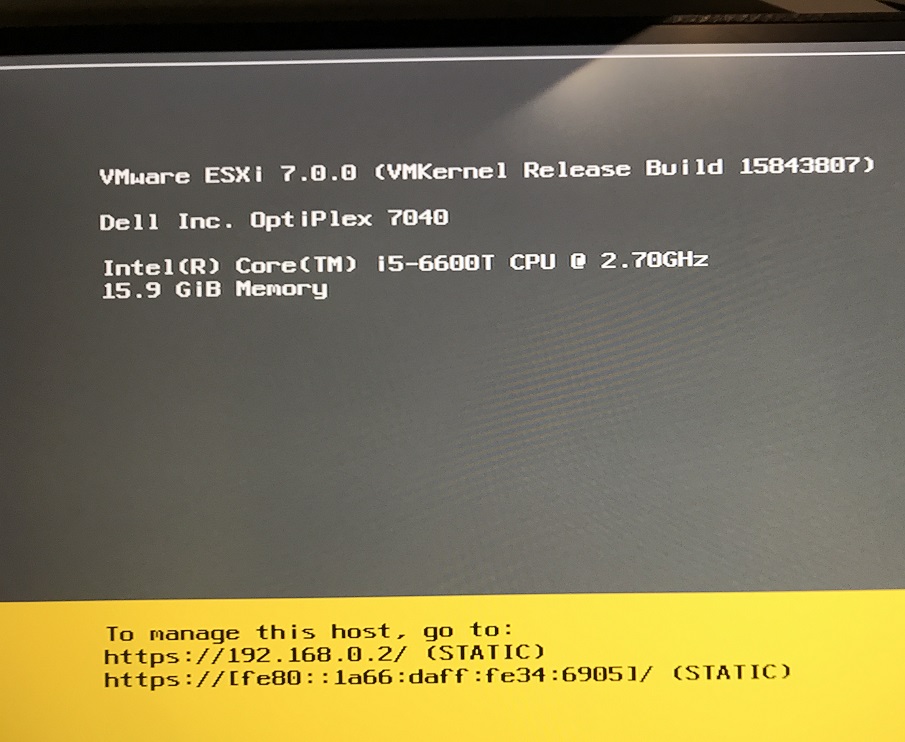 VMware ESXi 7.0.0 (VMKernel Release Build 15843807)
Dell Inc. OptiPlex 7040
Intel(R) Core(TM) i5-6600T CPU @ 2.70GHz
15.9 GiB Memory
To manage this host, go to:
https://192.168.0.2/ (STATIC)
https://[fe80::1a66:daff:fe34:6905]/ (STATIC)